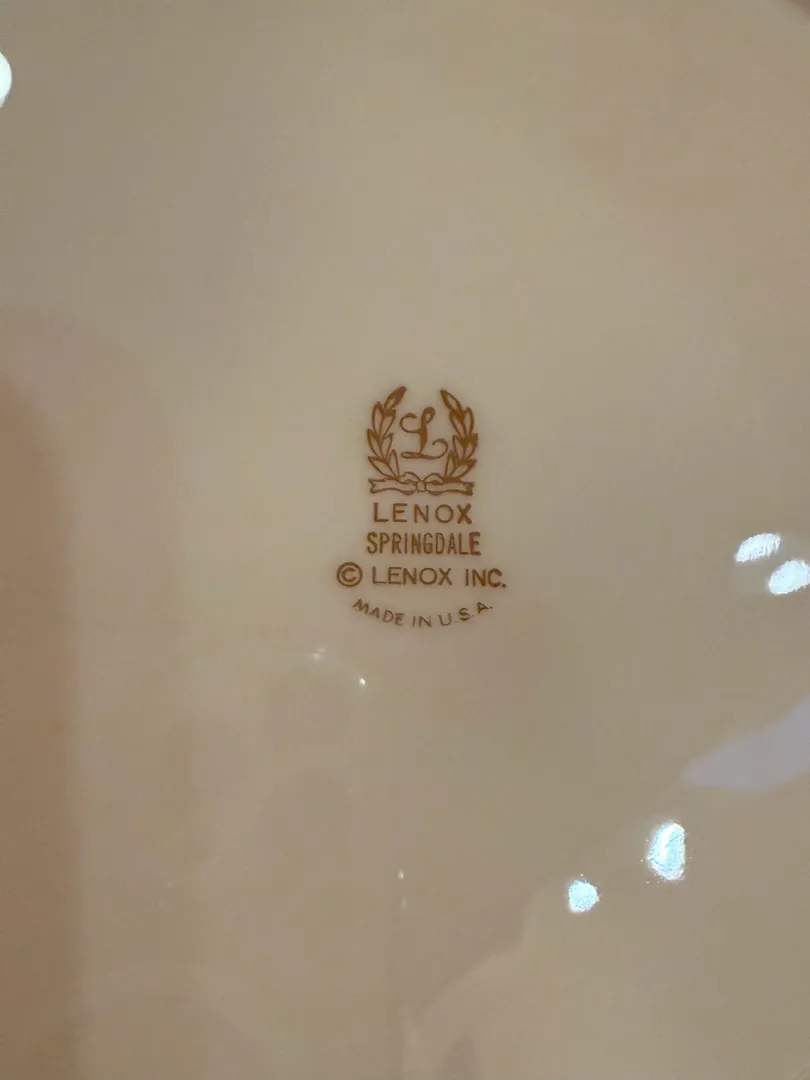 L
LENOX
SPRINGDALE
© LENOX INC.
MADE IN U.S.A.